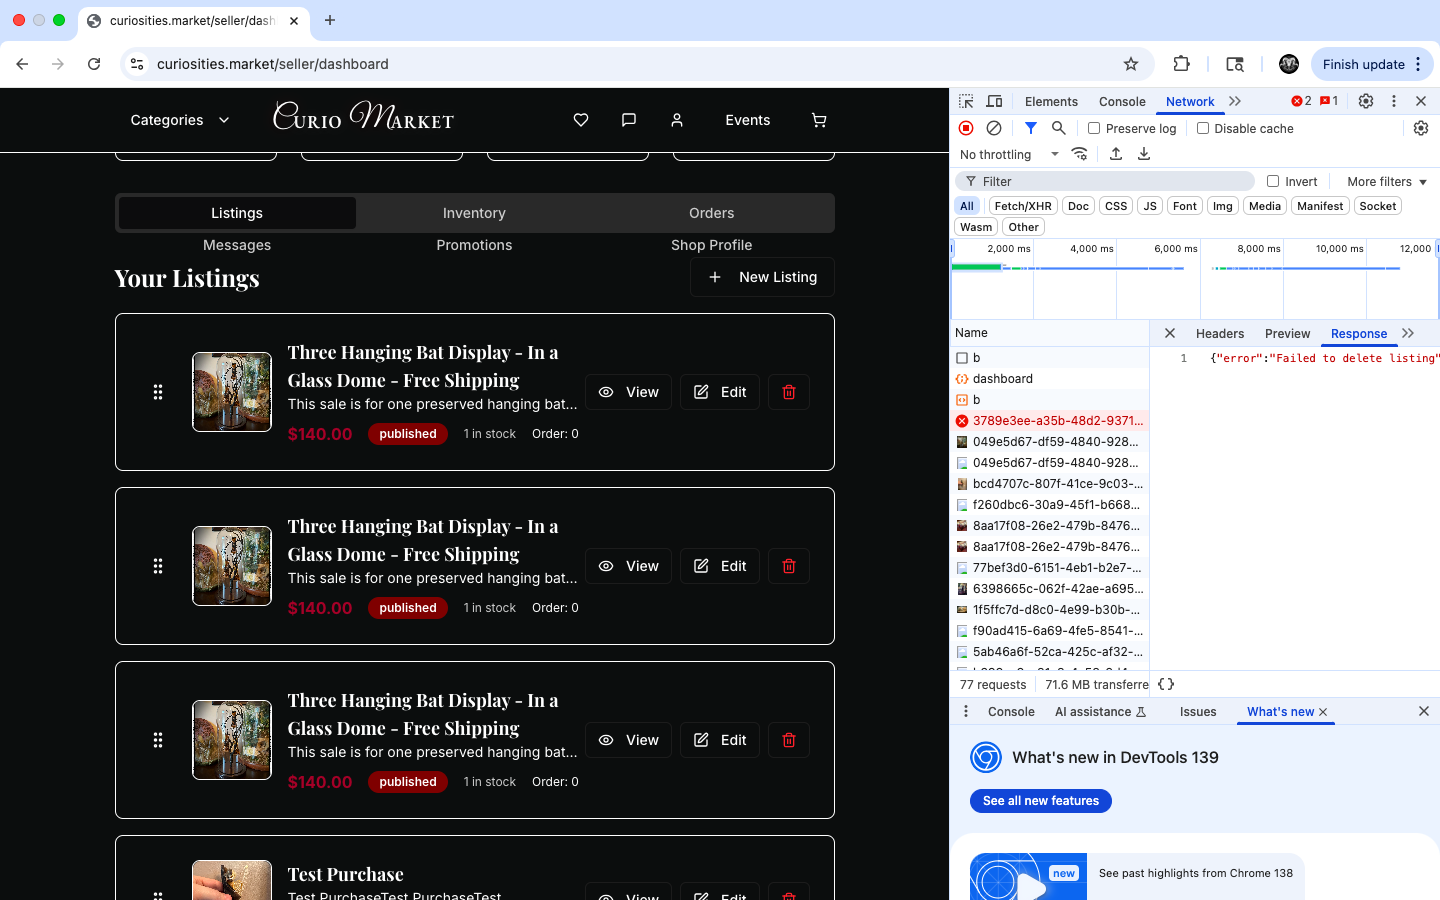 curiosities.market/seller/dash
curiosities.market/seller/dashboard
Finish update
Categories
Curio Market
Events
Listings
Inventory
Orders
Messages
Promotions
Shop Profile
Your Listings
New Listing
Three Hanging Bat Display - In a
Glass Dome - Free Shipping
This sale is for one preserved hanging bat...
$140.00
published
1 in stock
Order: 0
View
Edit
Three Hanging Bat Display - In a
Glass Dome - Free Shipping
This sale is for one preserved hanging bat...
$140.00
published
1 in stock
Order: 0
View
Edit
Three Hanging Bat Display - In a
Glass Dome - Free Shipping
This sale is for one preserved hanging bat...
$140.00
published
1 in stock
Order: 0
View
Edit
Test Purchase
Test PurchaseTest PurchaseTest
View
Edit
Elements
Console
Network
2
1
Preserve log
Disable cache
No throttling
Filter
Invert
More filters
All
Fetch/XHR
Doc
CSS
JS
Font
Img
Media
Manifest
Socket
Wasm
Other
2,000 ms
4,000 ms
6,000 ms
8,000 ms
10,000 ms
12,000
Name
Headers
Preview
Response
b
dashboard
b
3789e3ee-a35b-48d2-9371...
049e5d67-df59-4840-928...
049e5d67-df59-4840-928...
bcd4707c-807f-41ce-9c03-...
f260dbc6-30a9-45f1-b668...
8aa17f08-26e2-479b-8476...
8aa17f08-26e2-479b-8476...
77bef3d0-6151-4eb1-b2e7-...
6398665c-062f-42ae-a695...
1f5ffc7d-d8c0-4e99-b30b-...
f90ad415-6a69-4fe5-8541-...
5ab46a6f-52ca-425c-af32-...
1 {"error":"Failed to delete listing"
77 requests
71.6 MB transferre
{}
Console
AI assistance
Issues
What's new
What's new in DevTools 139
See all new features
new
See past highlights from Chrome 138